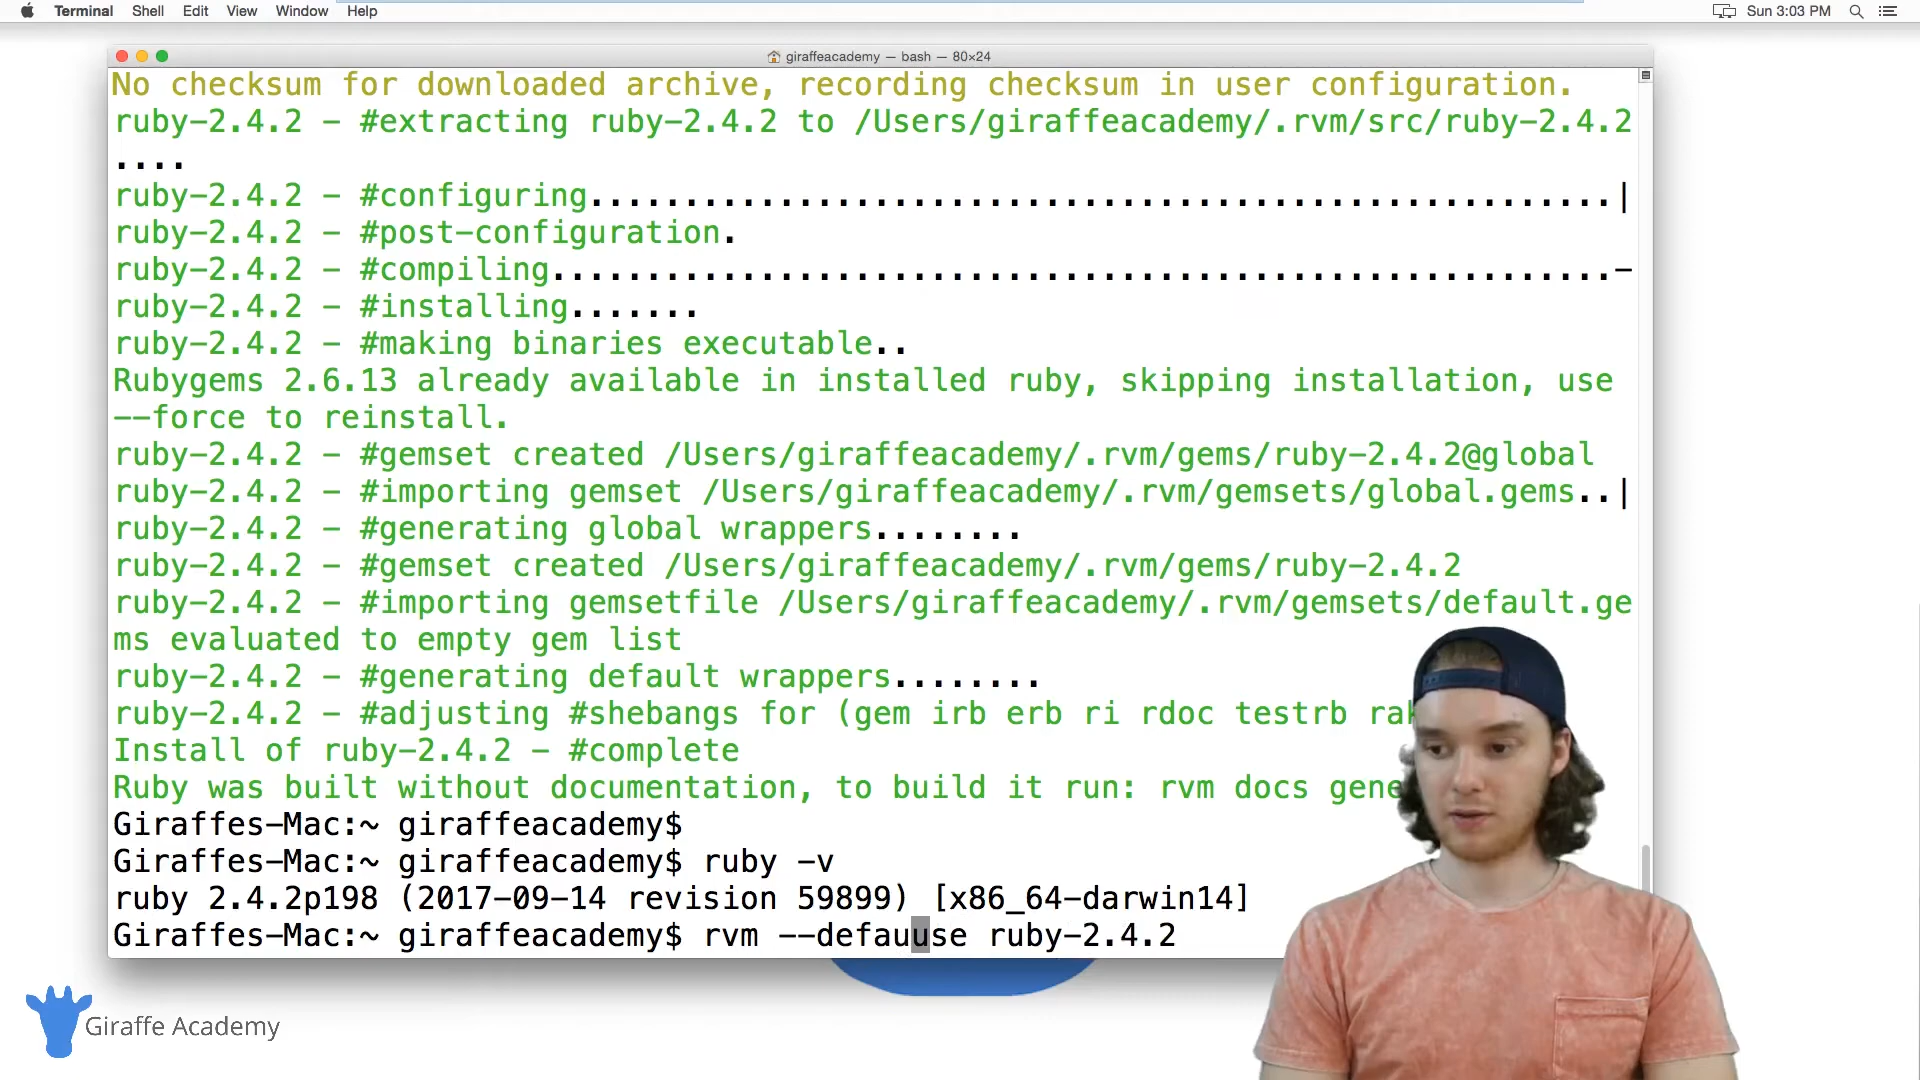 Terminal Shell Edit View Window Help Sun 3:03 PM
giraffeacademy — bash — 80×24
No checksum for downloaded archive, recording checksum in user configuration.
ruby-2.4.2 - #extracting ruby-2.4.2 to /Users/giraffeacademy/.rvm/src/ruby-2.4.2
....
ruby-2.4.2 - #configuring......................................................|
ruby-2.4.2 - #post-configuration.
ruby-2.4.2 - #compiling........................................................-
ruby-2.4.2 - #installing.......
ruby-2.4.2 - #making binaries executable..
Rubygems 2.6.13 already available in installed ruby, skipping installation, use
--force to reinstall.
ruby-2.4.2 - #gemset created /Users/giraffeacademy/.rvm/gems/ruby-2.4.2@global
ruby-2.4.2 - #importing gemset /Users/giraffeacademy/.rvm/gemsets/global.gems..|
ruby-2.4.2 - #generating global wrappers........
ruby-2.4.2 - #gemset created /Users/giraffeacademy/.rvm/gems/ruby-2.4.2
ruby-2.4.2 - #importing gemsetfile /Users/giraffeacademy/.rvm/gemsets/default.ge
ms evaluated to empty gem list
ruby-2.4.2 - #generating default wrappers........
ruby-2.4.2 - #adjusting #shebangs for (gem irb erb ri rdoc testrb
Install of ruby-2.4.2 - #complete
Ruby was built without documentation, to build it run: rvm docs
Giraffes-Mac:~ giraffeacademy$
Giraffes-Mac:~ giraffeacademy$ ruby -v
ruby 2.4.2p198 (2017-09-14 revision 59899) [x86_64-darwin14]
Giraffes-Mac:~ giraffeacademy$ rvm --defauuse ruby-2.4.2
Giraffe Academy